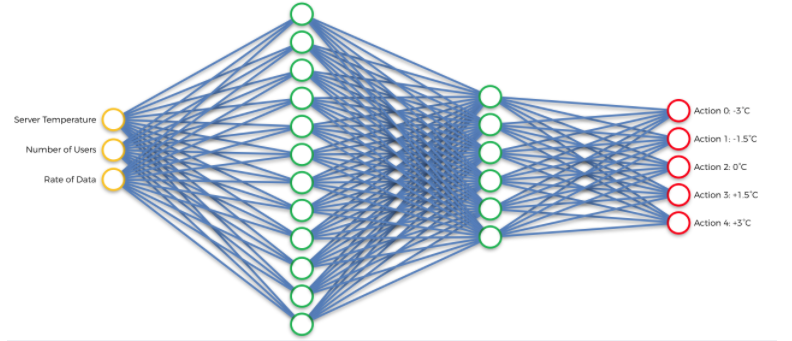 Server Temperature
Number of Users
Rate of Data
Action 0: -3˚C
Action 1: -1.5˚C
Action 2: 0˚C
Action 3: +1.5˚C
Action 4: +3˚C